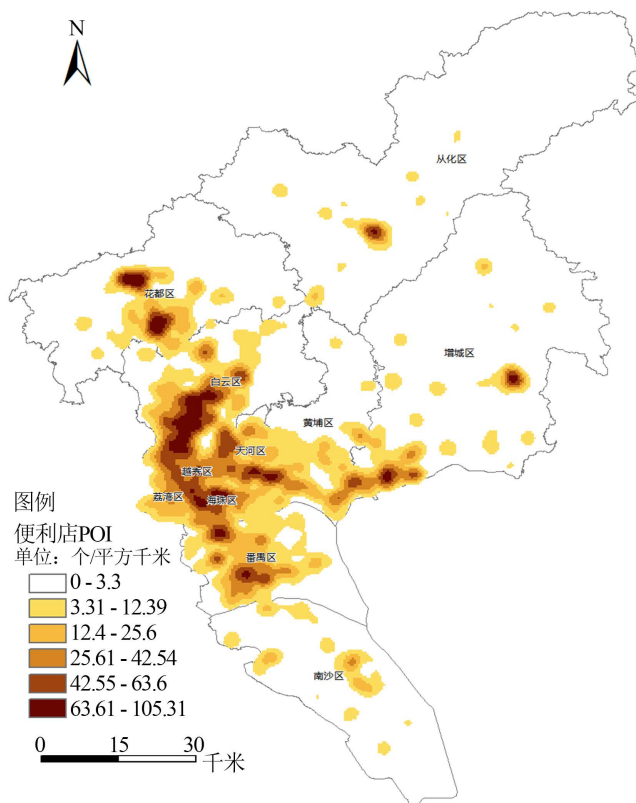 N
从化区
花都区
增城区
白云区
黄埔区
天河区
越秀区
荔湾区
海珠区
番禺区
南沙区
图例
便利店POI
单位：个/平方千米
0 - 3.3
3.31 - 12.39
12.4 - 25.6
25.61 - 42.54
42.55 - 63.6
63.61 - 105.31
0 15 30
千米